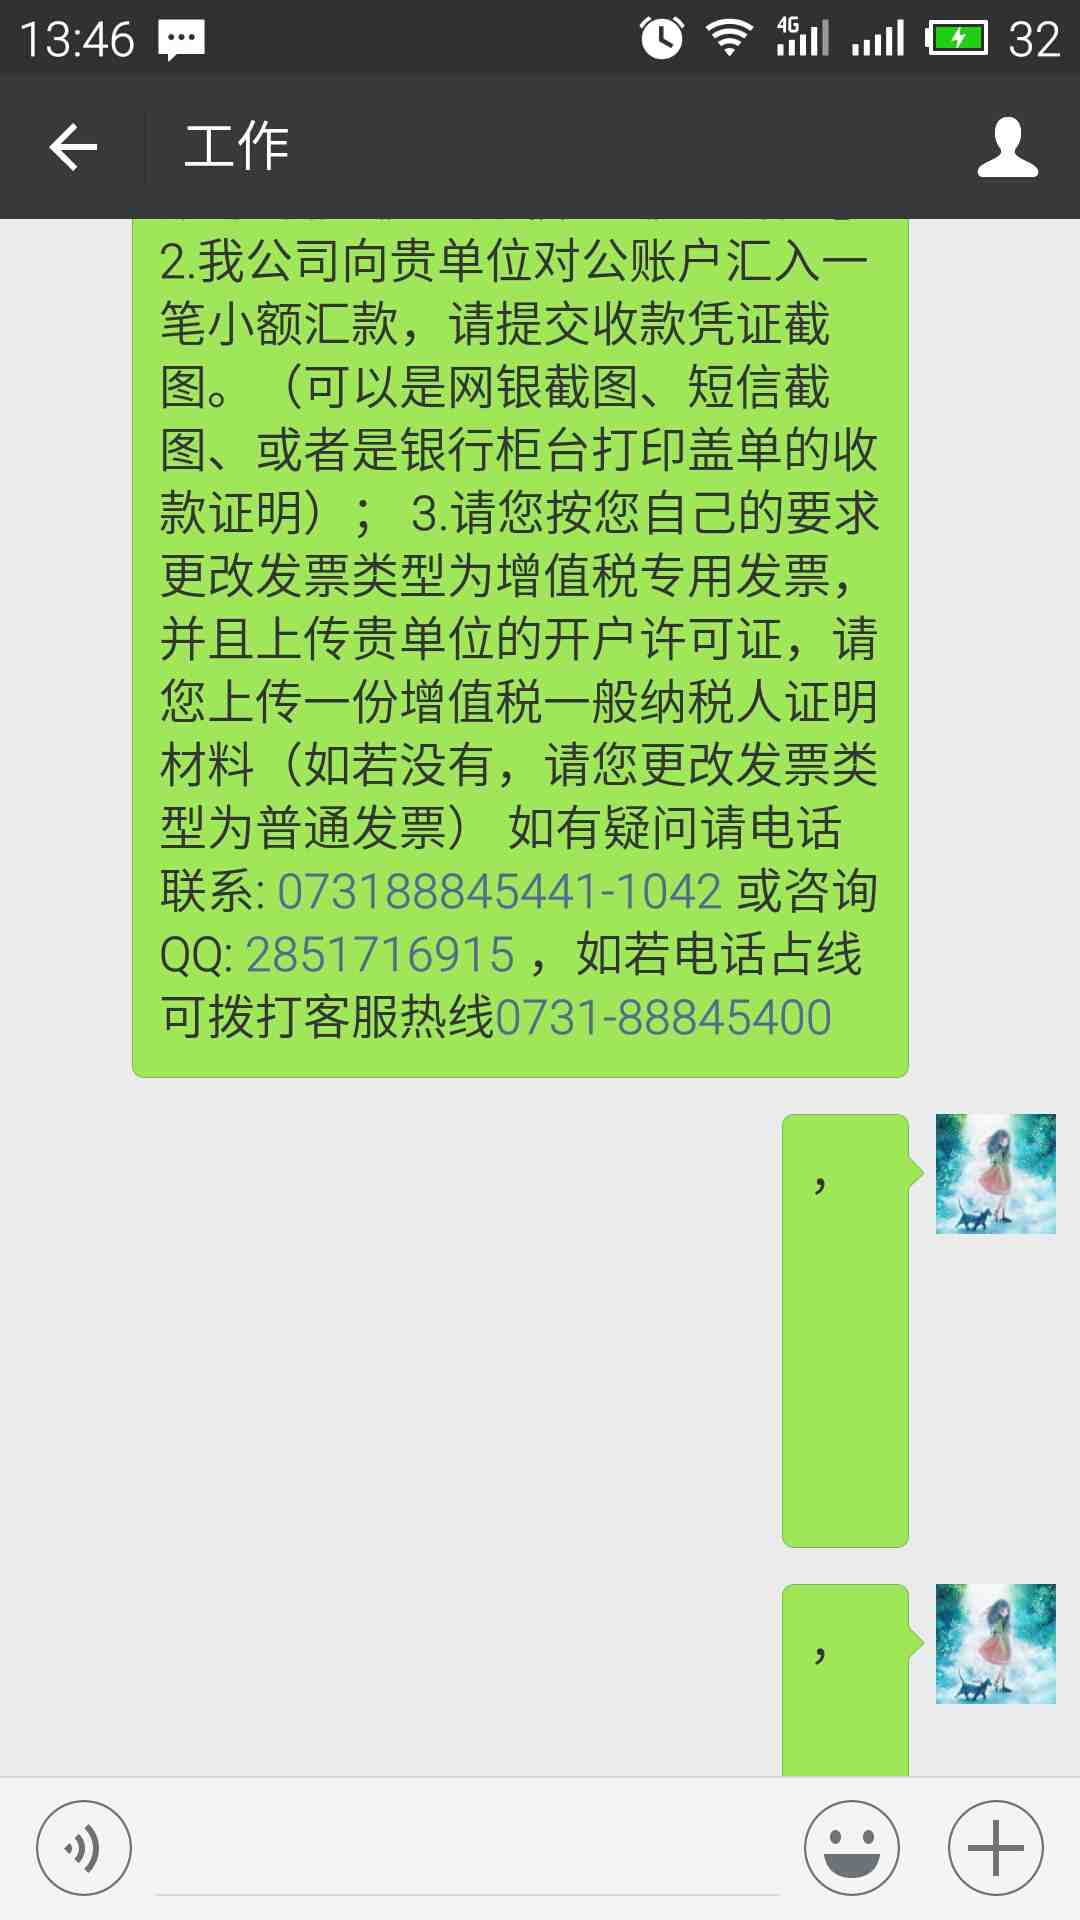 13:46
4G
32
工作
2.我公司向贵单位对公账户汇入一
笔小额汇款，请提交收款凭证截
图。（可以是网银截图、短信截
图、或者是银行柜台打印盖单的收
款证明）； 3.请您按您自己的要求
更改发票类型为增值税专用发票，
并且上传贵单位的开户许可证，请
您上传一份增值税一般纳税人证明
材料（如若没有，请您更改发票类
型为普通发票） 如有疑问请电话
联系: 073188845441-1042 或咨询
QQ: 2851716915 ，如若电话占线
可拨打客服热线0731-88845400
，
，